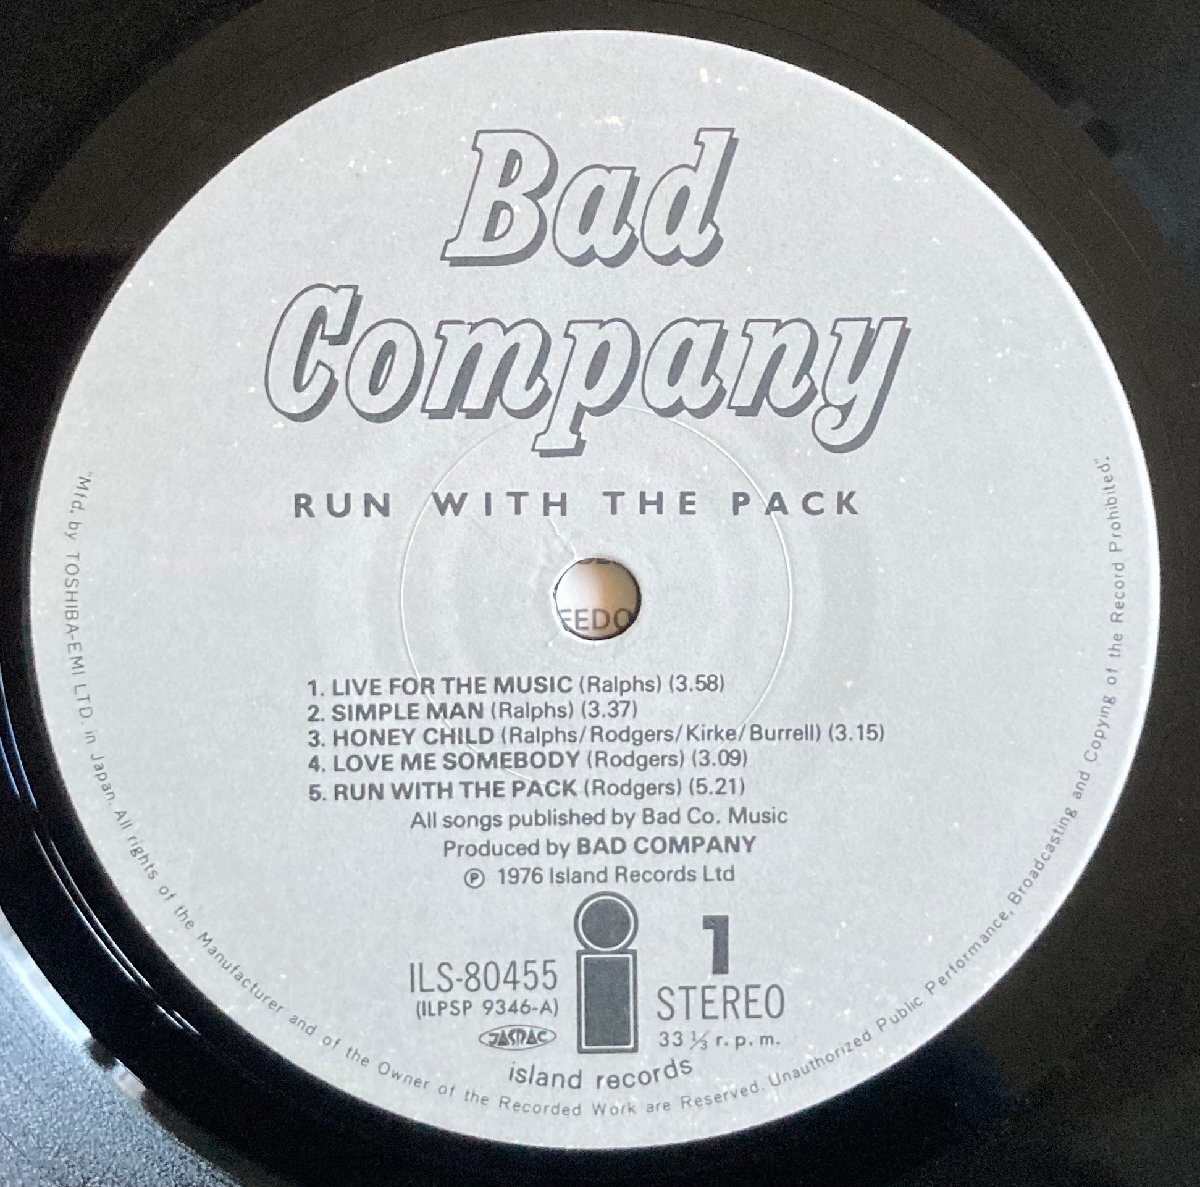 Bad
Company
RUN WITH THE PACK
EEDO
1. LIVE FOR THE MUSIC (Ralphs) (3.58)
2. SIMPLE MAN (Ralphs) (3.37)
3. HONEY CHILD (Ralphs/Rodgers/Kirke/Burrell) (3.15)
4. LOVE ME SOMEBODY (Rodgers) (3.09)
5. RUN WITH THE PACK (Rodgers) (5.21)
All songs published by Bad Co. Music
Produced by BAD COMPANY
℗ 1976 Island Records Ltd
ILS-80455
(ILPSP 9346-A)
JASRAC
1
STEREO
33 ⅓ r.p.m.
island records
"Mfd. by TOSHIBA-EMI LTD. in Japan. All rights of the Manufacturer and of the Owner of the Recorded Work are Reserved. Unauthorized Public Performance, Broadcasting and Copying of the Record Prohibited".